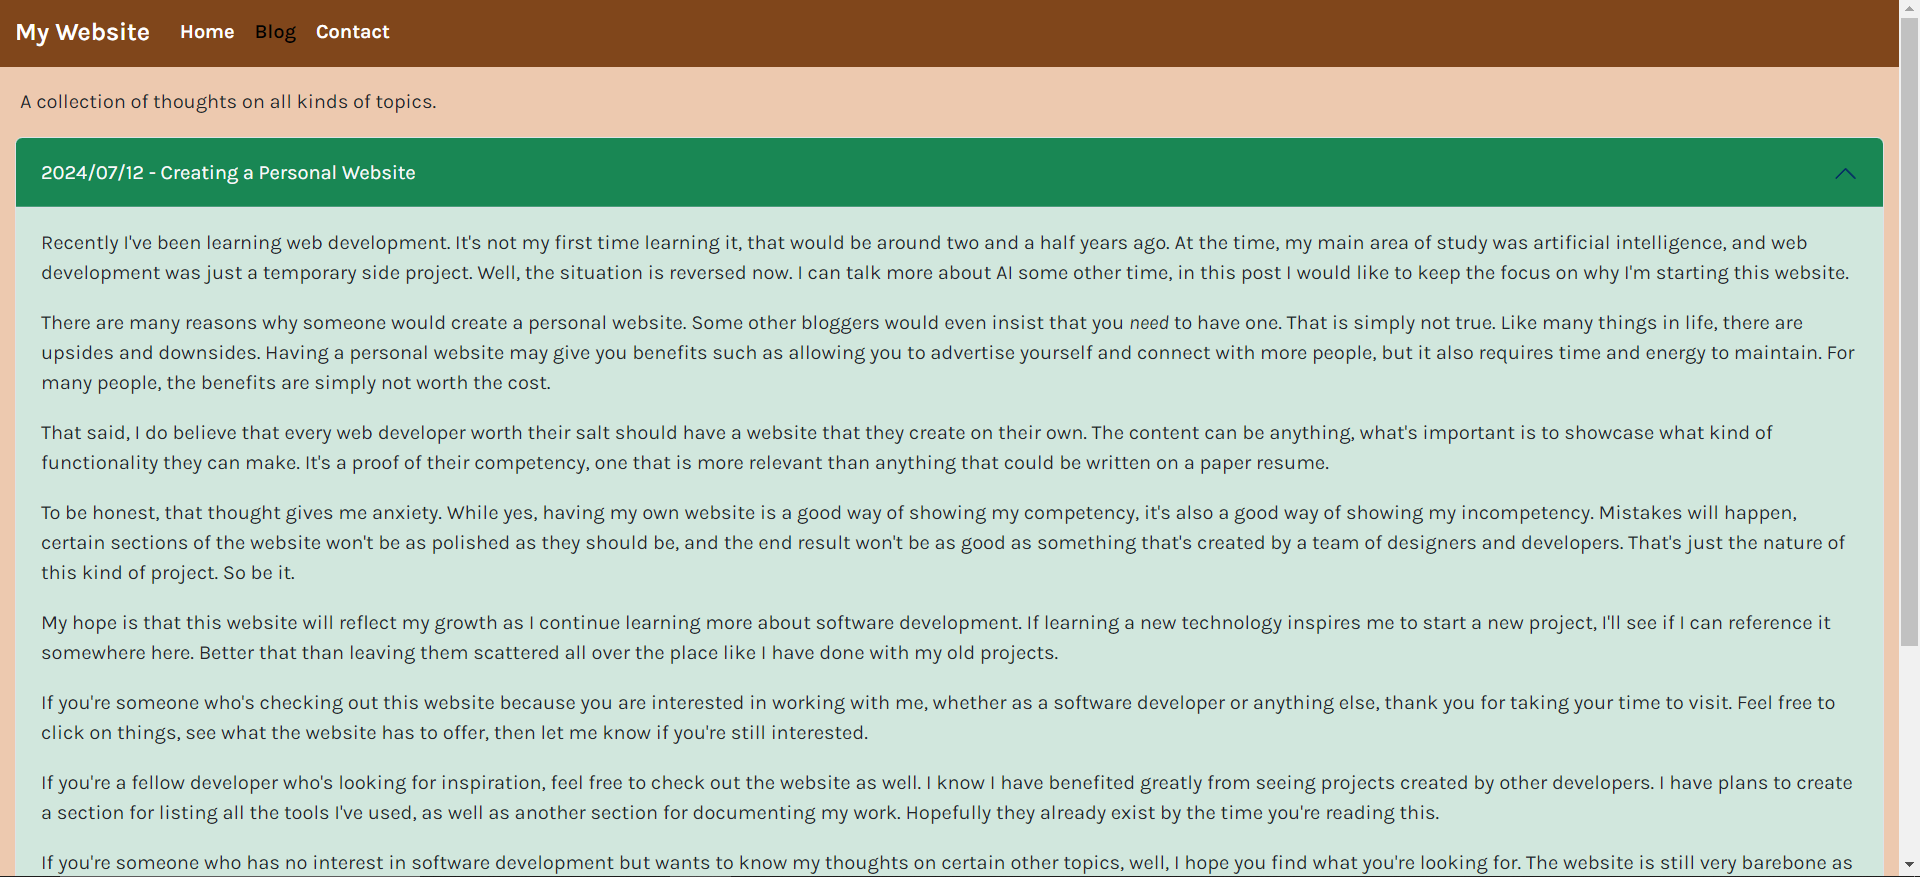 My Website Home Blog Contact
A collection of thoughts on all kinds of topics.
2024/07/12 - Creating a Personal Website
Recently I've been learning web development. It's not my first time learning it, that would be around two and a half years ago. At the time, my main area of study was artificial intelligence, and web
development was just a temporary side project. Well, the situation is reversed now. I can talk more about AI some other time, in this post I would like to keep the focus on why I'm starting this website.
There are many reasons why someone would create a personal website. Some other bloggers would even insist that you need to have one. That is simply not true. Like many things in life, there are
upsides and downsides. Having a personal website may give you benefits such as allowing you to advertise yourself and connect with more people, but it also requires time and energy to maintain. For
many people, the benefits are simply not worth the cost.
That said, I do believe that every web developer worth their salt should have a website that they create on their own. The content can be anything, what's important is to showcase what kind of
functionality they can make. It's a proof of their competency, one that is more relevant than anything that could be written on a paper resume.
To be honest, that thought gives me anxiety. While yes, having my own website is a good way of showing my competency, it's also a good way of showing my incompetency. Mistakes will happen,
certain sections of the website won't be as polished as they should be, and the end result won't be as good as something that's created by a team of designers and developers. That's just the nature of
this kind of project. So be it.
My hope is that this website will reflect my growth as I continue learning more about software development. If learning a new technology inspires me to start a new project, I'll see if I can reference it
somewhere here. Better that than leaving them scattered all over the place like I have done with my old projects.
If you're someone who's checking out this website because you are interested in working with me, whether as a software developer or anything else, thank you for taking your time to visit. Feel free to
click on things, see what the website has to offer, then let me know if you're still interested.
If you're a fellow developer who's looking for inspiration, feel free to check out the website as well. I know I have benefited greatly from seeing projects created by other developers. I have plans to create
a section for listing all the tools I've used, as well as another section for documenting my work. Hopefully they already exist by the time you're reading this.
If you're someone who has no interest in software development but wants to know my thoughts on certain other topics, well, I hope you find what you're looking for. The website is still very barebone as